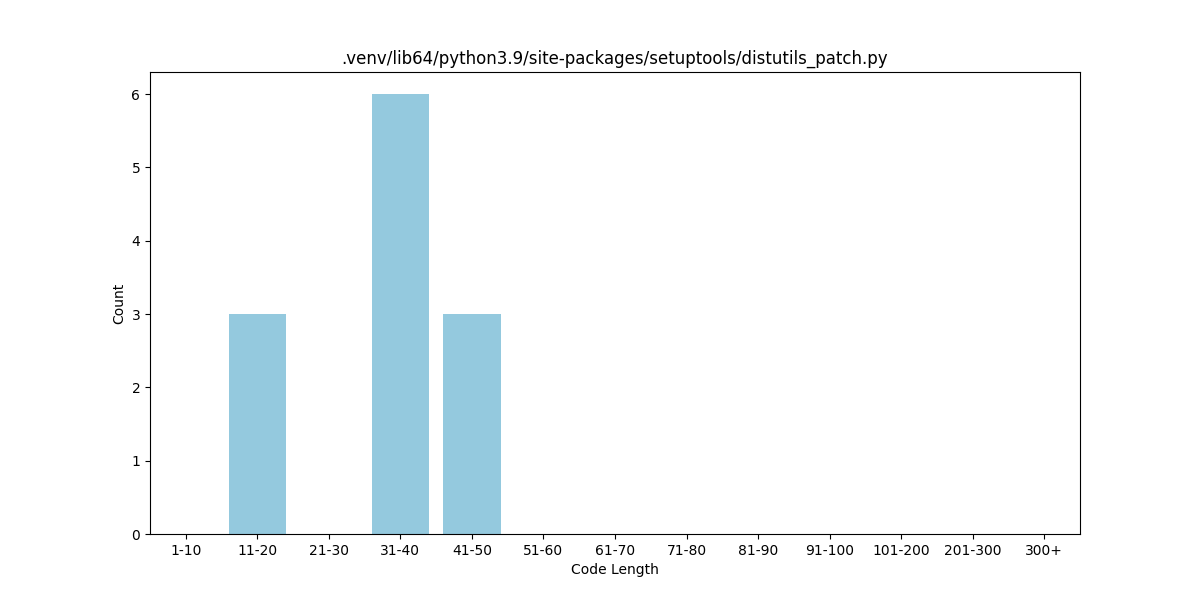 .venv/lib64/python3.9/site-packages/setuptools/distutils_patch.py
6
5
4
3
2
1
0
Count
1-10 11-20 21-30 31-40 41-50 51-60 61-70 71-80 81-90 91-100 101-200 201-300 300+
Code Length